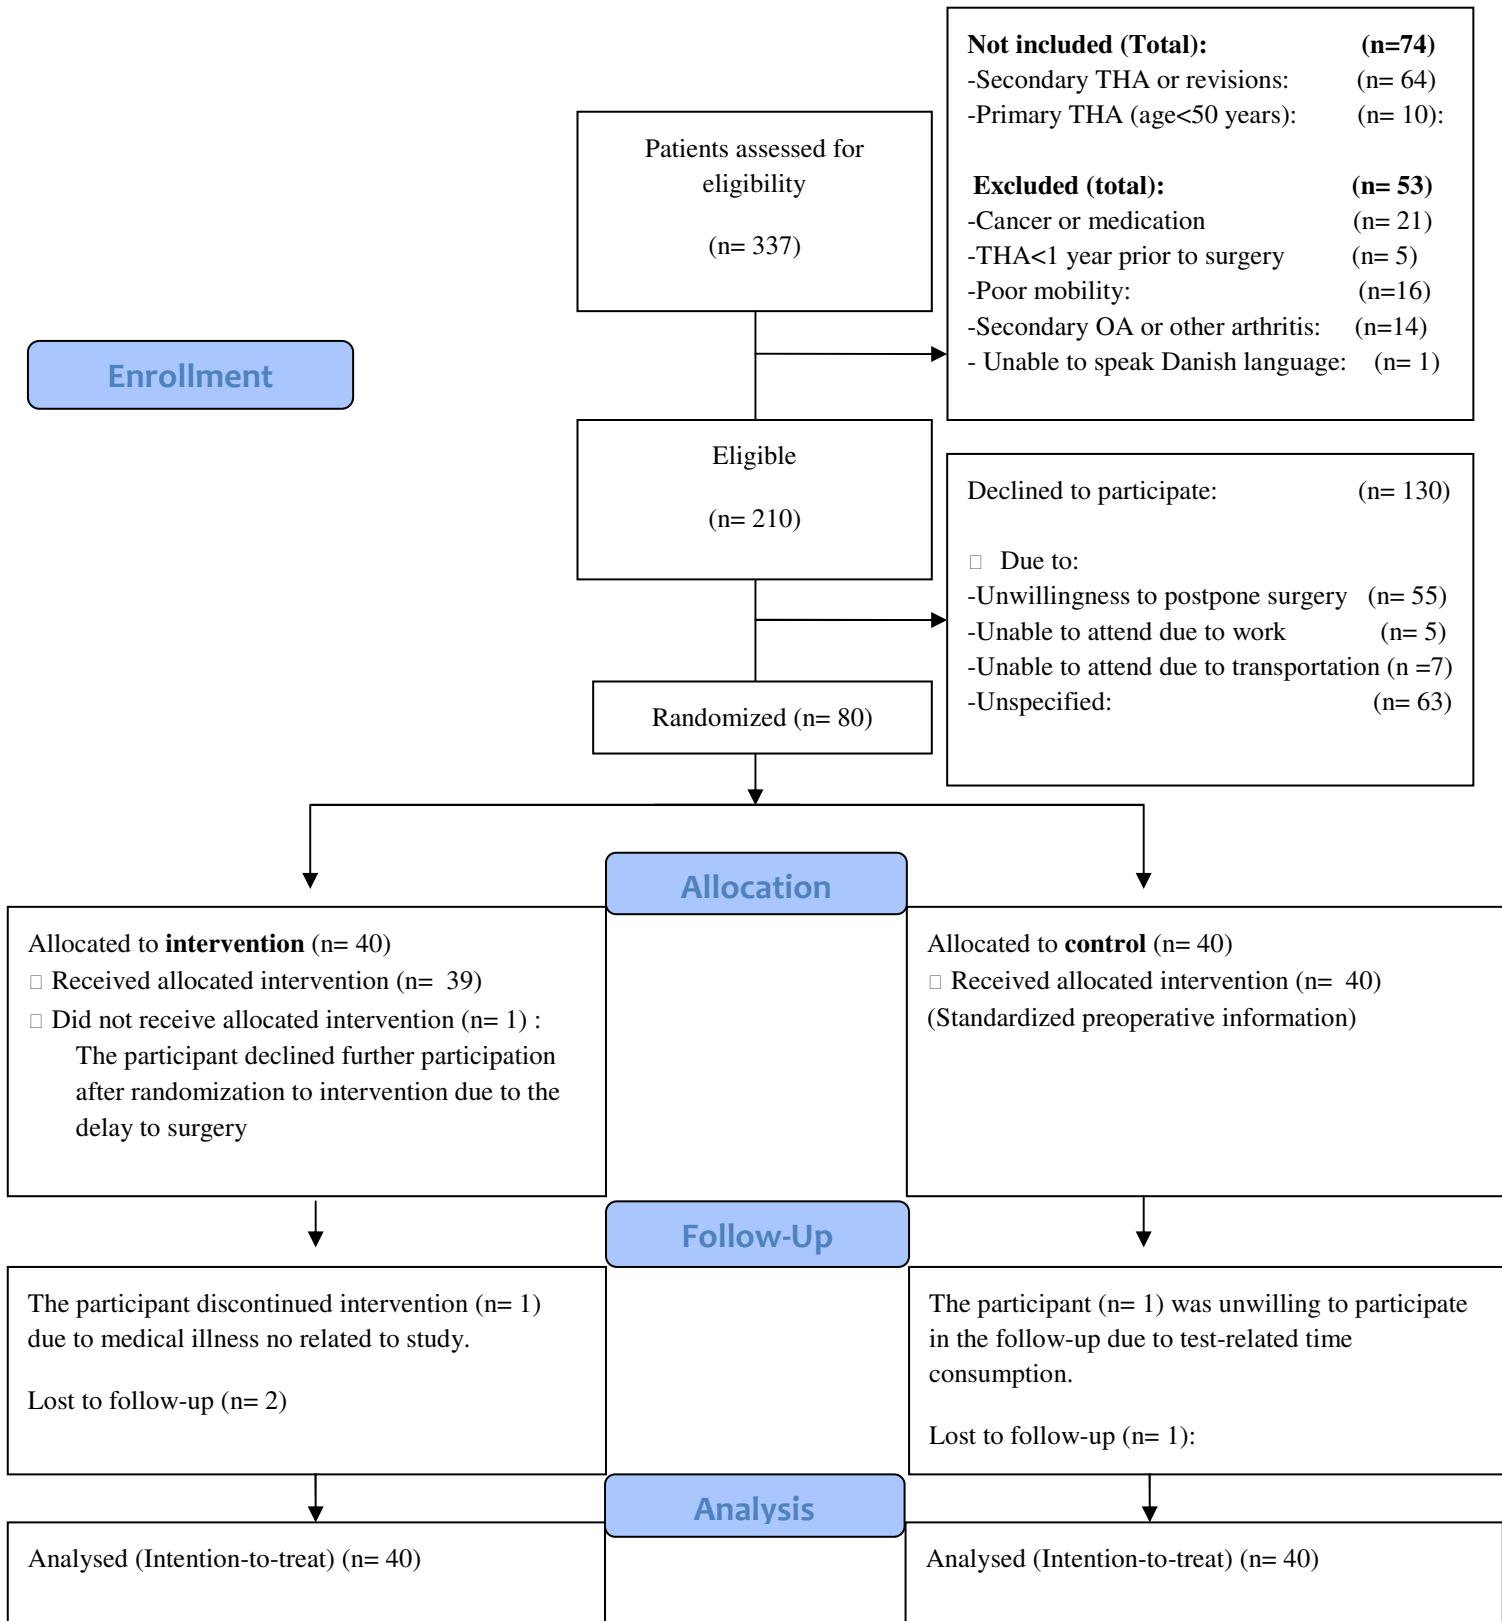 Not included (Total): (n=74)
-Secondary THA or revisions: (n= 64)
-Primary THA (age<50 years): (n= 10):
Excluded (total): (n= 53)
-Cancer or medication (n= 21)
-THA<1 year prior to surgery (n= 5)
-Poor mobility: (n=16)
-Secondary OA or other arthritis: (n=14)
- Unable to speak Danish language: (n= 1)
Patients assessed for
eligibility
(n= 337)
Enrollment
Eligible
(n= 210)
Declined to participate: (n= 130)
Due to:
-Unwillingness to postpone surgery (n= 55)
-Unable to attend due to work (n= 5)
-Unable to attend due to transportation (n =7)
-Unspecified: (n= 63)
Randomized (n= 80)
Allocation
Allocated to intervention (n= 40)
Received allocated intervention (n= 39)
Did not receive allocated intervention (n= 1) :
The participant declined further participation
after randomization to intervention due to the
delay to surgery
Allocated to control (n= 40)
Received allocated intervention (n= 40)
(Standardized preoperative information)
Follow-Up
The participant discontinued intervention (n= 1)
due to medical illness no related to study.
Lost to follow-up (n= 2)
The participant (n= 1) was unwilling to participate
in the follow-up due to test-related time
consumption.
Lost to follow-up (n= 1):
Analysis
Analysed (Intention-to-treat) (n= 40)
Analysed (Intention-to-treat) (n= 40)